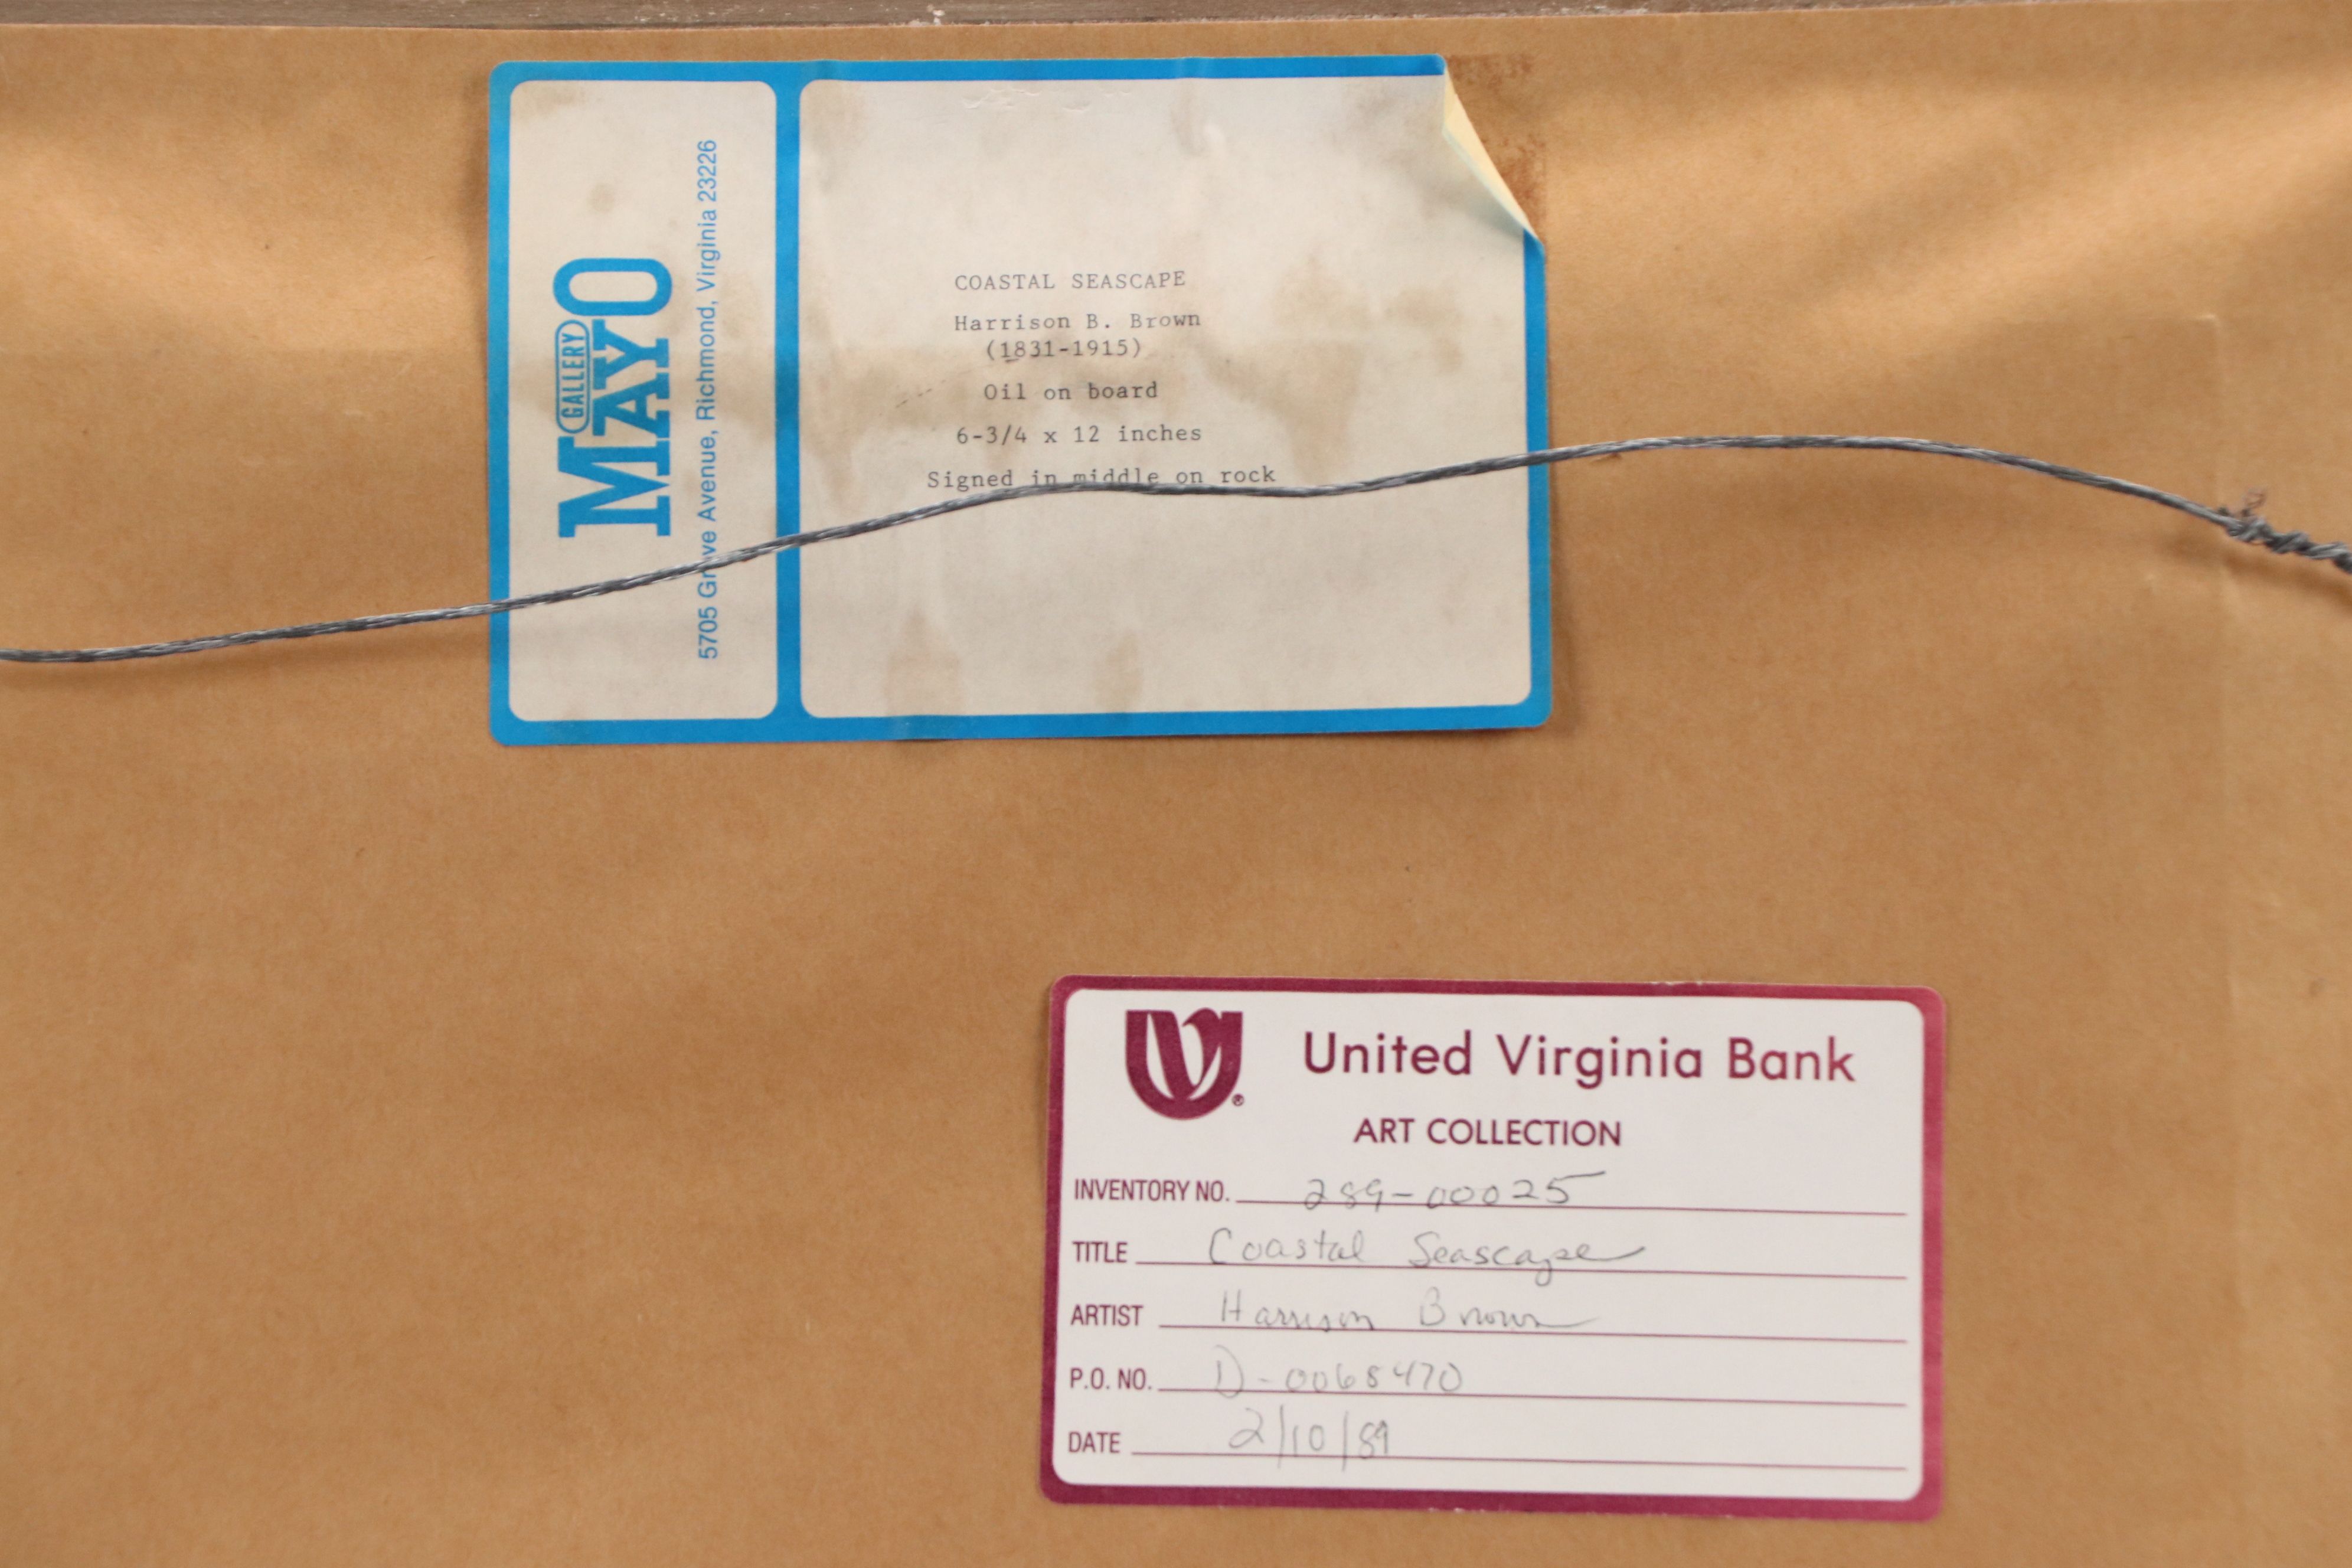 MAYO
GALLERY
5705 Grove Avenue, Richmond, Virginia 23226
COASTAL SEASCAPE
Harrison B. Brown
(1831-1915)
Oil on board
6-3/4 x 12 inches
Signed in middle on rock
UV®
United Virginia Bank
ART COLLECTION
INVENTORY NO. 289-00025
TITLE Coastal Seascape
ARTIST Harrison Brown
P.O. NO. D-0068470
DATE 2/10/89